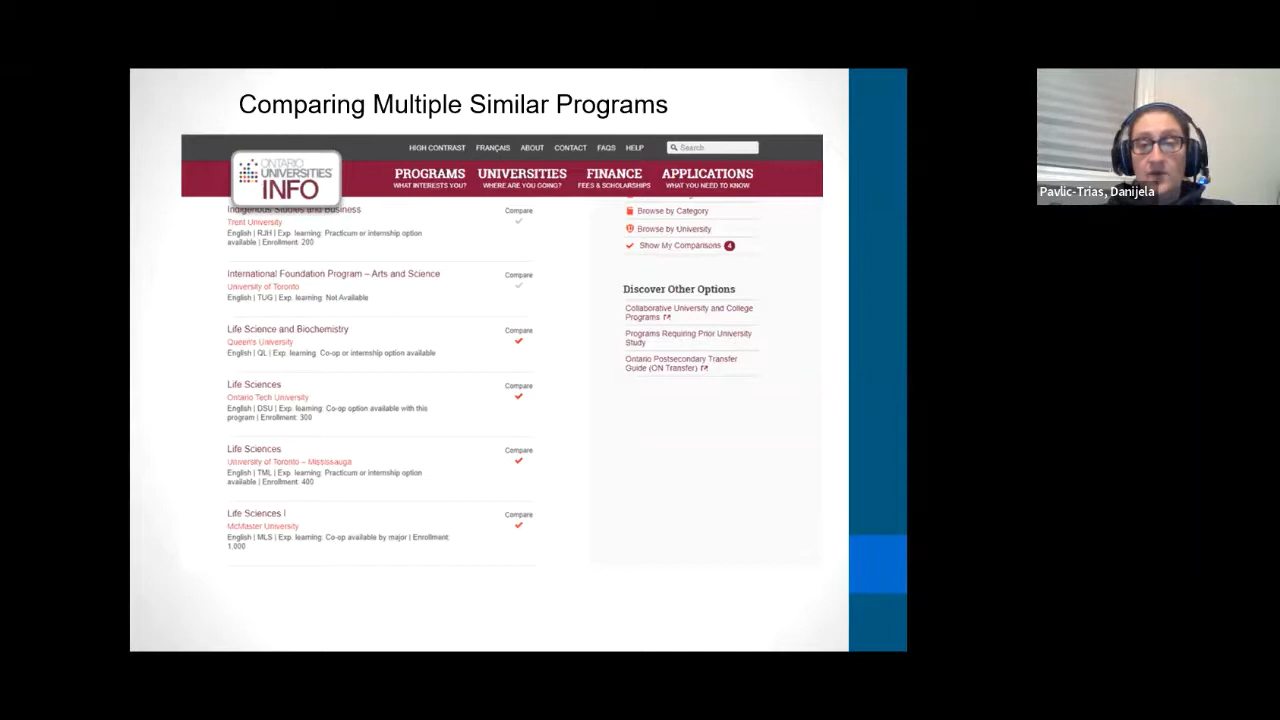 Comparing Multiple Similar Programs
HIGH CONTRAST FRANÇAIS ABOUT CONTACT FAQS HELP Search
ONTARIO
UNIVERSITIES
INFO
PROGRAMS UNIVERSITIES FINANCE APPLICATIONS
WHAT INTERESTS YOU? WHERE ARE YOU GOING? FEES & SCHOLARSHIPS WHAT YOU NEED TO KNOW
Indigenous Studies and Business
Compare
Trent University
English | RJH | Exp. learning: Practicum or internship option
available | Enrollment: 200
International Foundation Program – Arts and Science
Compare
University of Toronto
English | TUG | Exp. learning: Not Available
Life Science and Biochemistry
Compare
Queen's University
English | QL | Exp. learning: Co-op or internship option available
Life Sciences
Compare
Ontario Tech University
English | DSU | Exp. learning: Co-op option available with this
program | Enrollment: 300
Life Sciences
Compare
University of Toronto – Mississauga
English | TML | Exp. learning: Practicum or internship option
available | Enrollment: 400
Life Sciences I
Compare
McMaster University
English | MLS | Exp. learning: Co-op available by major | Enrollment:
1,000
Browse by Category
Browse by University
Show My Comparisons 4
Discover Other Options
Collaborative University and College
Programs
Programs Requiring Prior University
Study
Ontario Postsecondary Transfer
Guide (ON Transfer)
Pavlic-Trias, Danijela